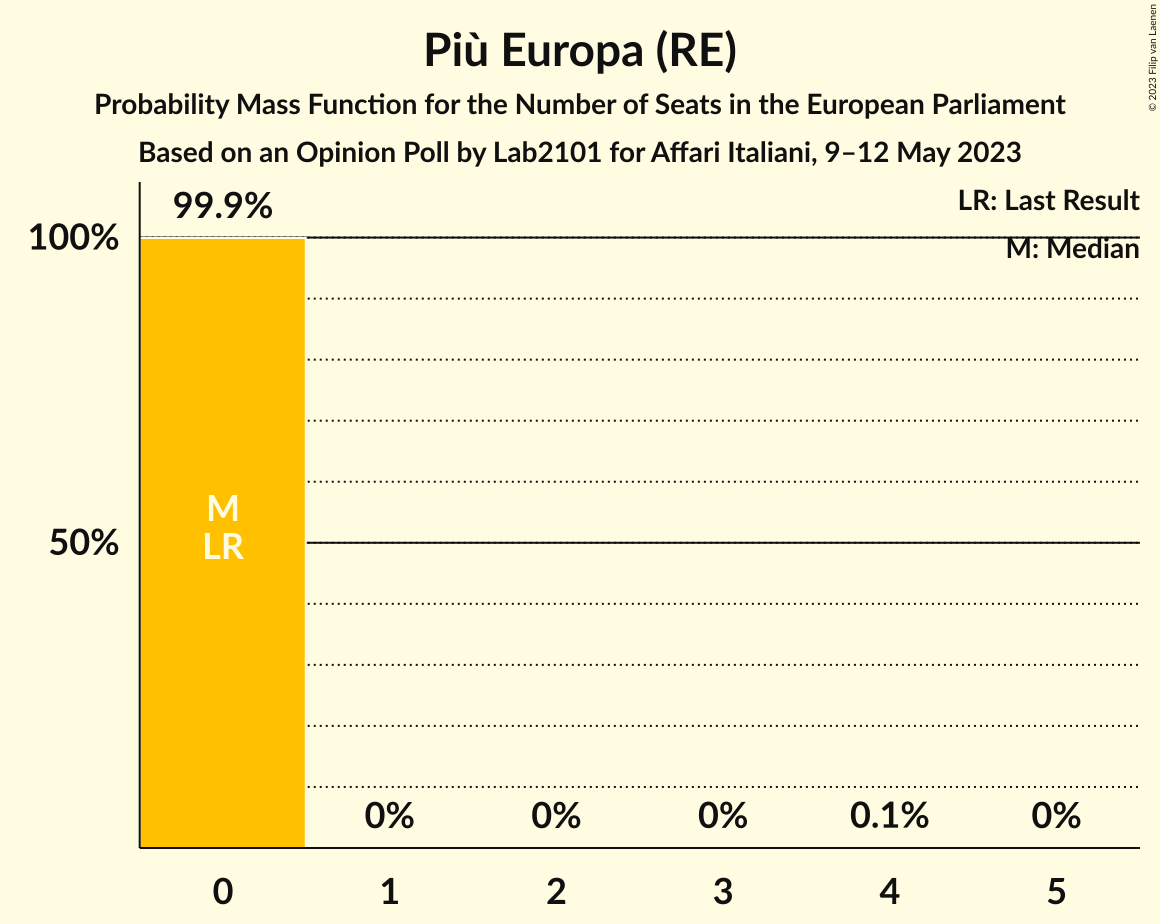 Più Europa (RE)
Probability Mass Function for the Number of Seats in the European Parliament
Based on an Opinion Poll by Lab2101 for Affari Italiani, 9–12 May 2023
© 2023 Filip van Laenen
LR: Last Result
M: Median
99.9%
100%
50%
M
LR
0%
0%
0%
0.1%
0%
0
1
2
3
4
5